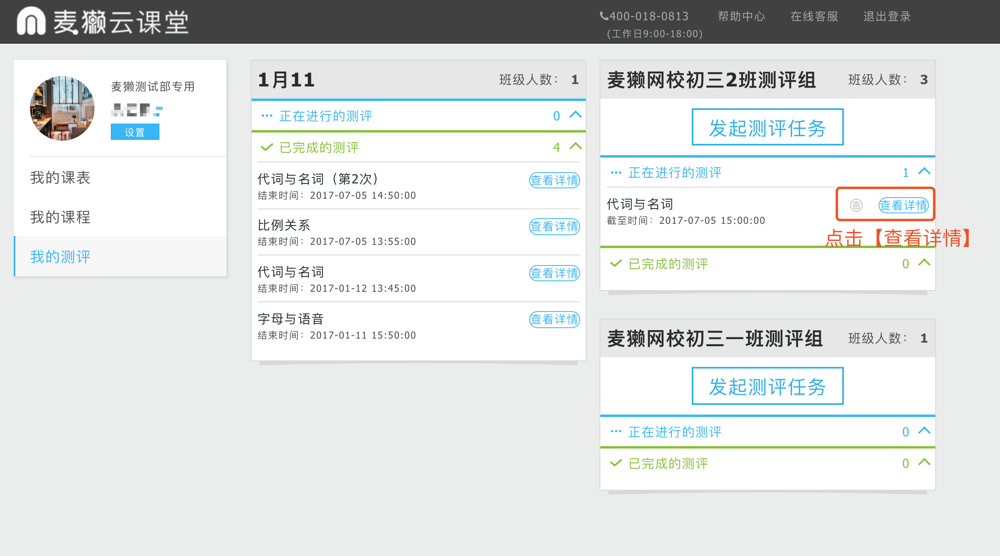 麦獭云课堂
400-018-0813
(工作日9:00-18:00)
帮助中心
在线客服
退出登录
麦獭测试部专用
设置
我的课表
我的课程
我的测评
1月11
班级人数： 1
正在进行的测评 0
已完成的测评 4
代词与名词（第2次） 查看详情
结束时间：2017-07-05 14:50:00
比例关系 查看详情
结束时间：2017-07-05 13:55:00
代词与名词 查看详情
结束时间：2017-01-12 13:45:00
字母与语音 查看详情
结束时间：2017-01-11 15:50:00
麦獭网校初三2班测评组
班级人数： 3
发起测评任务
正在进行的测评 1
代词与名词 查看详情
截至时间：2017-07-05 15:00:00
点击【查看详情】
已完成的测评 0
麦獭网校初三一班测评组
班级人数： 1
发起测评任务
正在进行的测评 0
已完成的测评 0